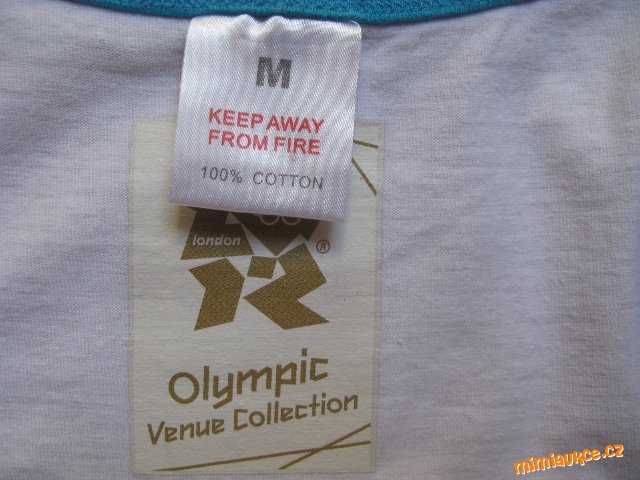 M
KEEP AWAY
FROM FIRE
100% COTTON
london
®
Olympic
Venue Collection
mimiaukce.cz